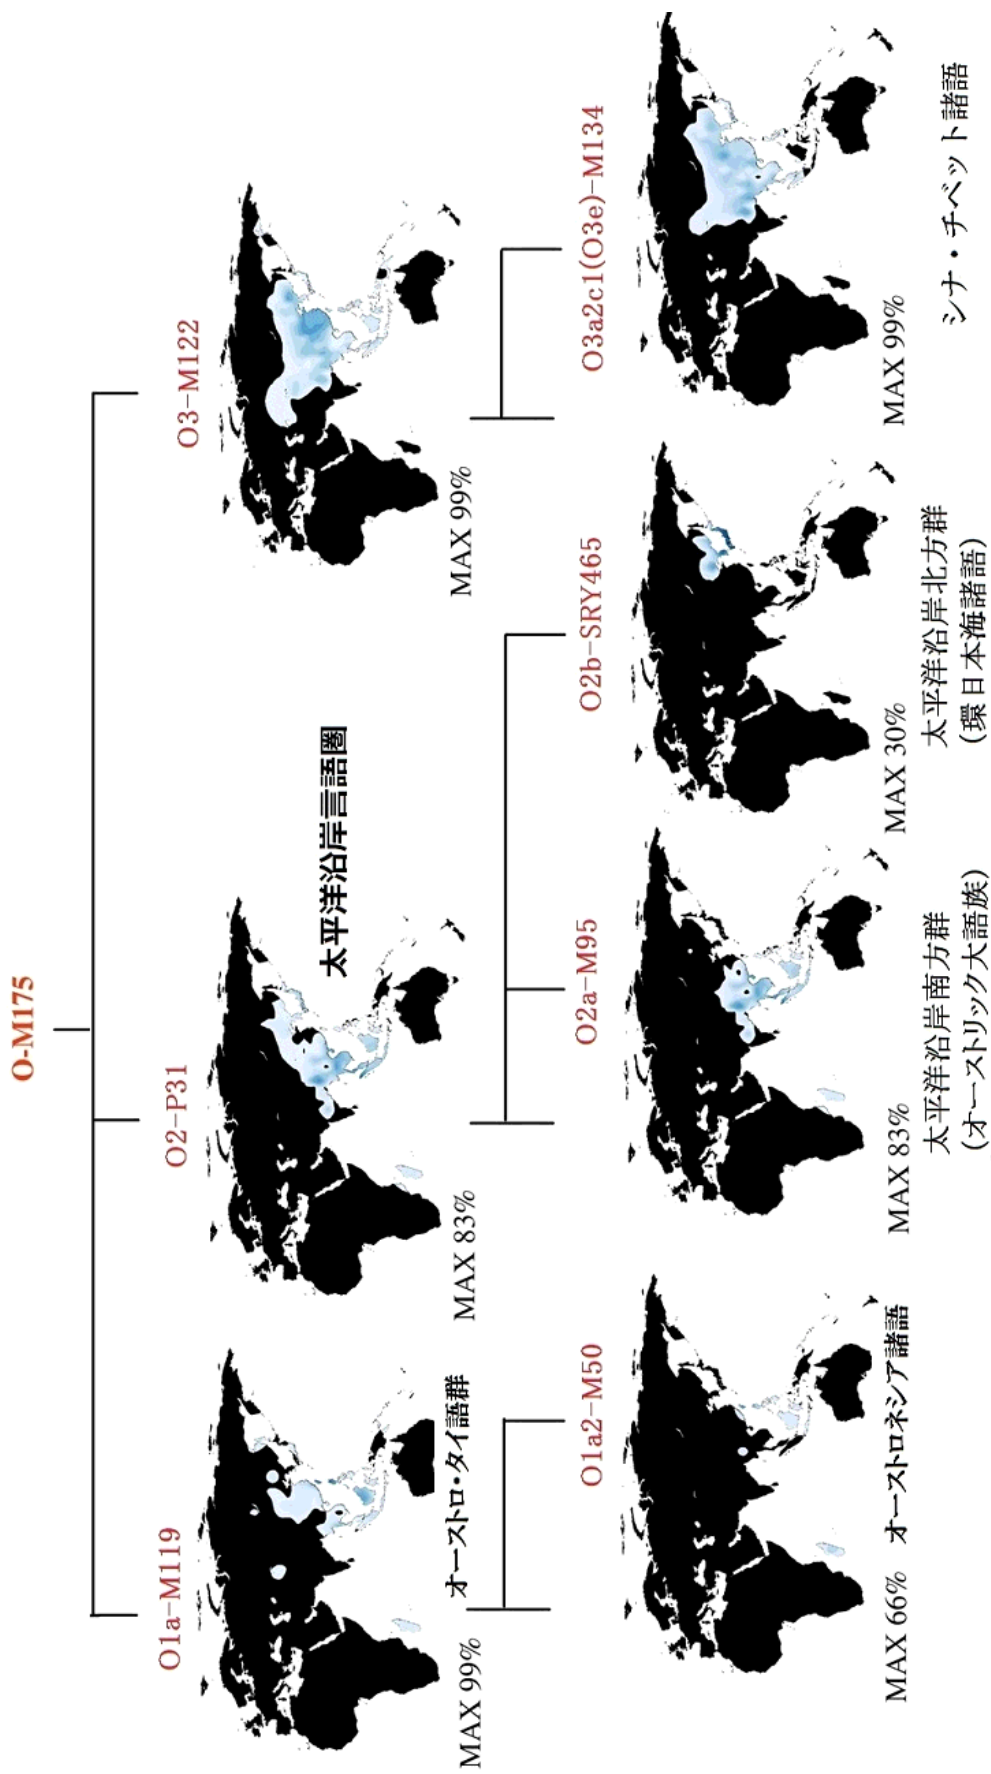 O-M175
O1a-M119
O2-P31
O3-M122
MAX 99%
オーストロ・タイ語群
MAX 83%
太平洋沿岸言語圏
MAX 99%
O1a2-M50
O2a-M95
O2b-SRY465
O3a2c1(O3e)-M134
MAX 66%
オーストロネシア諸語
MAX 83%
太平洋沿岸南方群
(オーストリック大語族)
MAX 30%
太平洋沿岸北方群
(環日本海諸語)
MAX 99%
シナ・チベット諸語